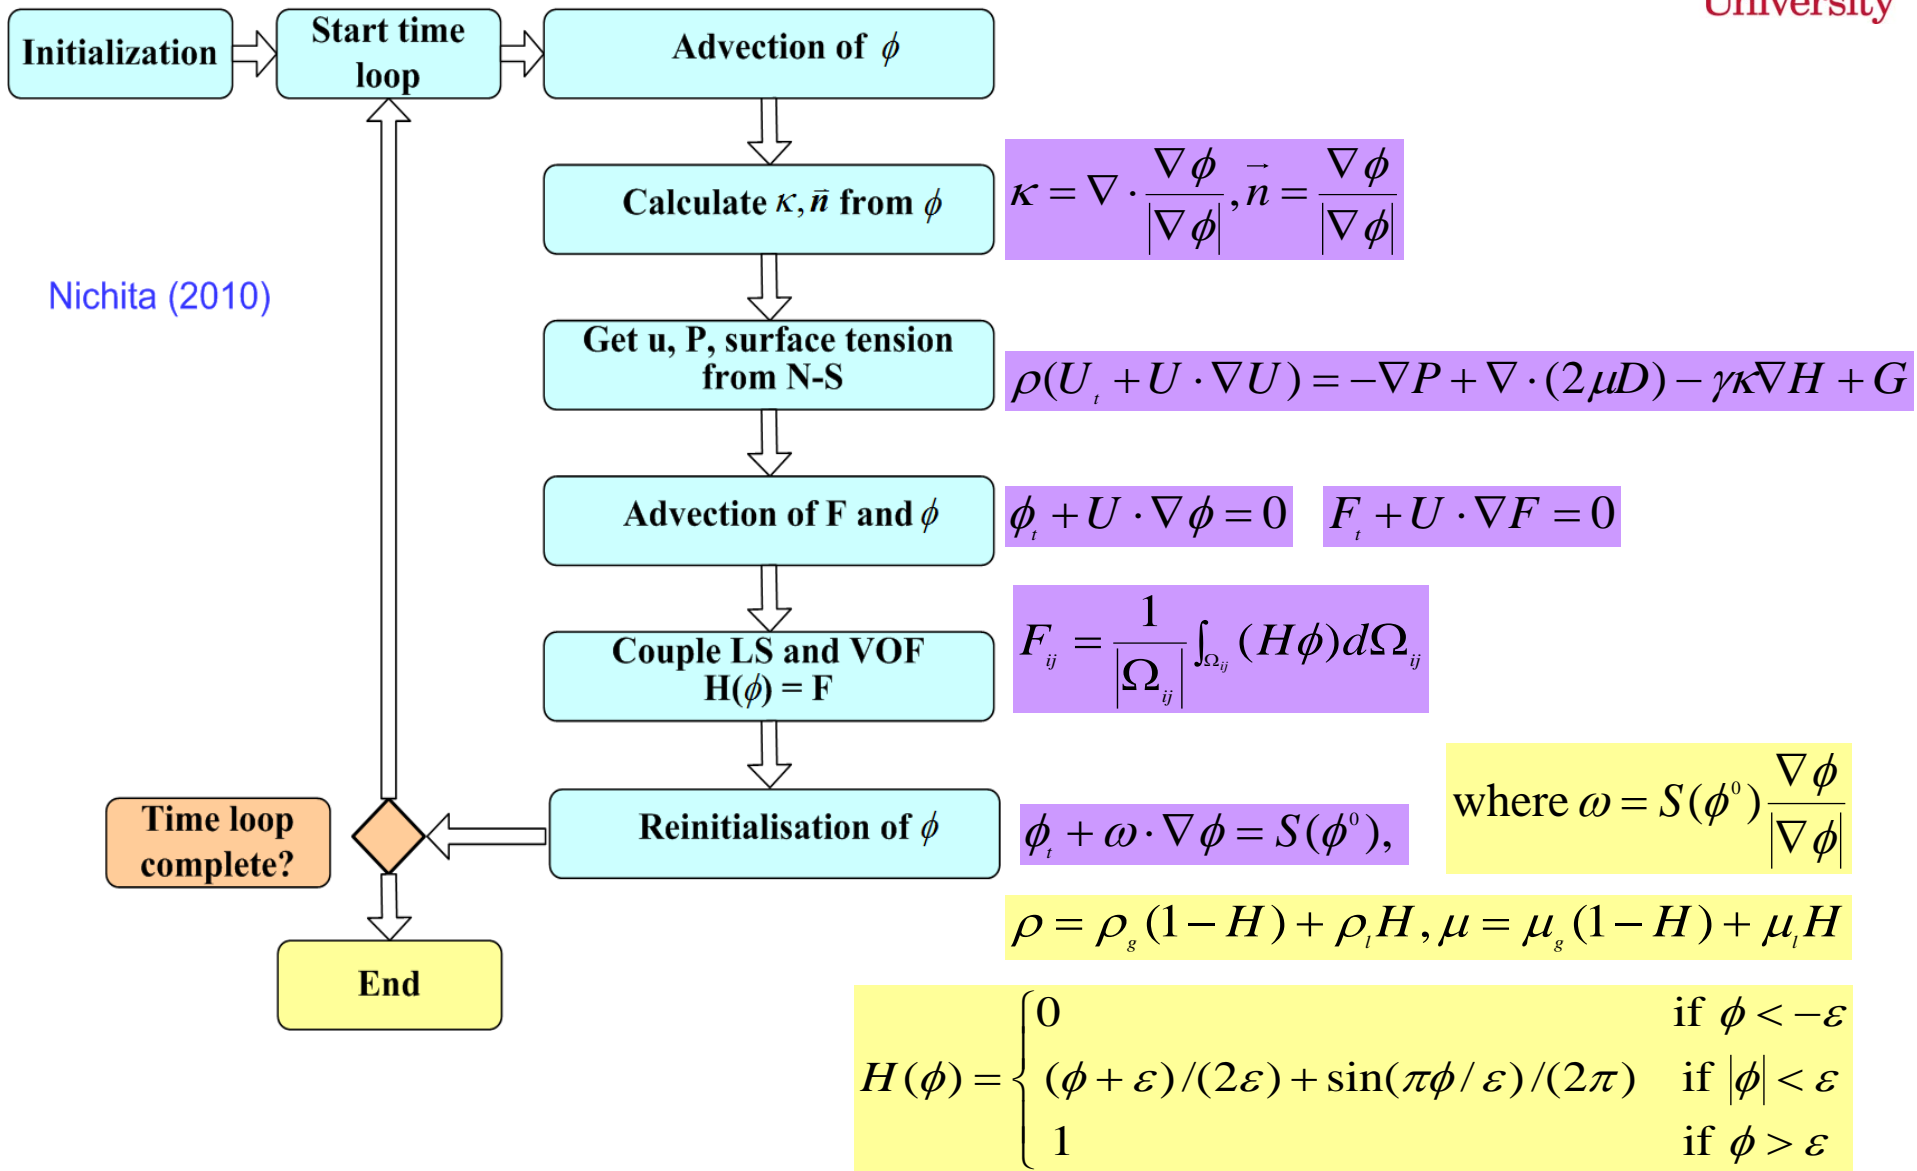 University
Initialization
Start time
loop
Advection of ϕ
Calculate κ, n⃗ from ϕ
κ = ∇ · ∇ϕ / |∇ϕ| , n⃗ = ∇ϕ / |∇ϕ|
Nichita (2010)
Get u, P, surface tension
from N-S
ρ(U_t + U · ∇U) = −∇P + ∇ · (2μD) − γκ∇H + G
Advection of F and ϕ
ϕ_t + U · ∇ϕ = 0
F_t + U · ∇F = 0
Couple LS and VOF
H(ϕ) = F
F_ij = 1 / |Ω_ij| ∫_Ω_ij (Hϕ) dΩ_ij
Time loop
complete?
Reinitialisation of ϕ
ϕ_t + ω · ∇ϕ = S(ϕ⁰),
where ω = S(ϕ⁰) ∇ϕ / |∇ϕ|
ρ = ρ_g (1 − H) + ρ_l H, μ = μ_g (1 − H) + μ_l H
End
H(ϕ) = {
0 if ϕ < −ε
(ϕ + ε) /(2ε) + sin(πϕ / ε) /(2π) if |ϕ| < ε
1 if ϕ > ε